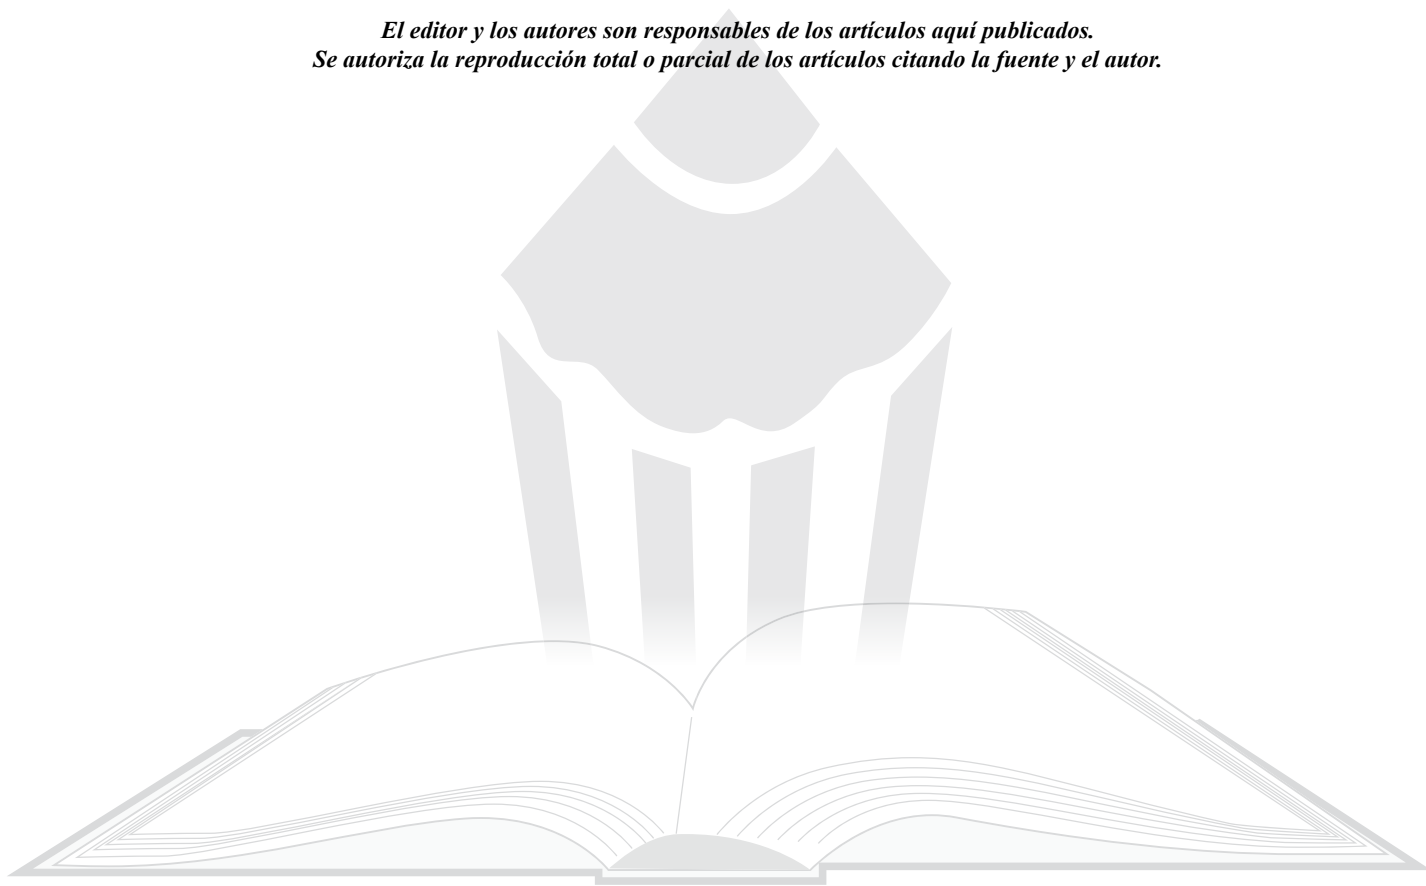 El editor y los autores son responsables de los artículos aquí publicados.
Se autoriza la reproducción total o parcial de los artículos citando la fuente y el autor.